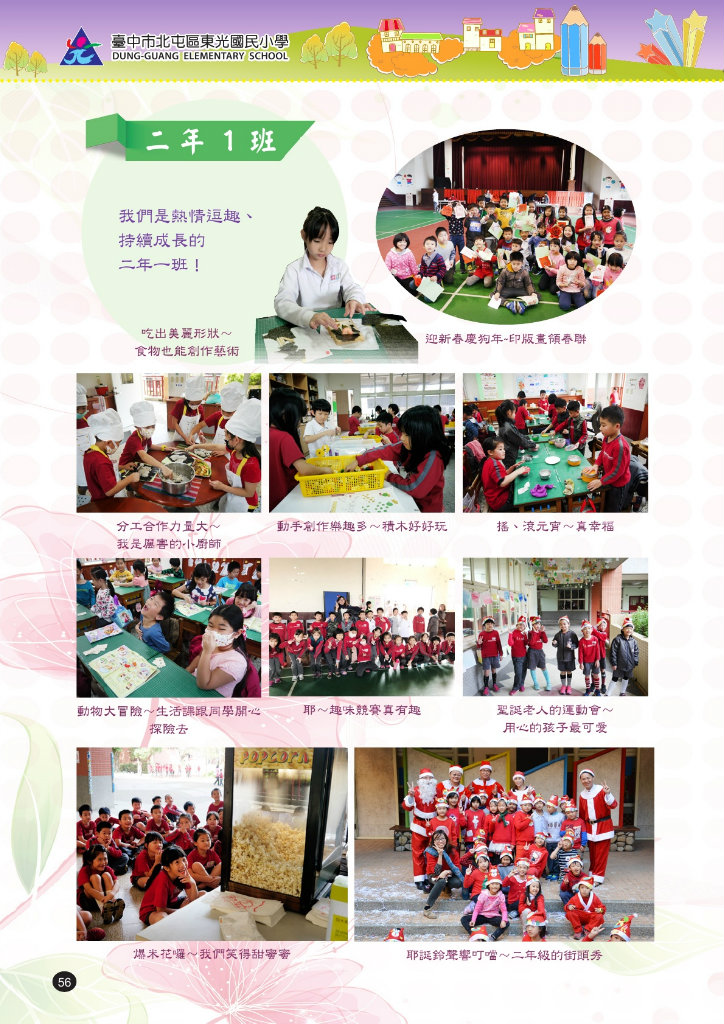 臺中市北屯區東光國民小學
DUNG-GUANG ELEMENTARY SCHOOL
二年1班
我們是熱情逗趣、
持續成長的
二年一班！
吃出美麗形狀～
食物也能創作藝術
迎新春慶狗年~印版畫領春聯
分工合作力量大～
我是厲害的小廚師
動手創作樂趣多～積木好好玩
搖、滾元宵～真幸福
動物大冒險～生活課跟同學開心
探險去
耶～趣味競賽真有趣
聖誕老人的運動會～
用心的孩子最可愛
POPCORN
爆米花囉～我們笑得甜蜜蜜
耶誕鈴聲響叮噹～二年級的街頭秀
56